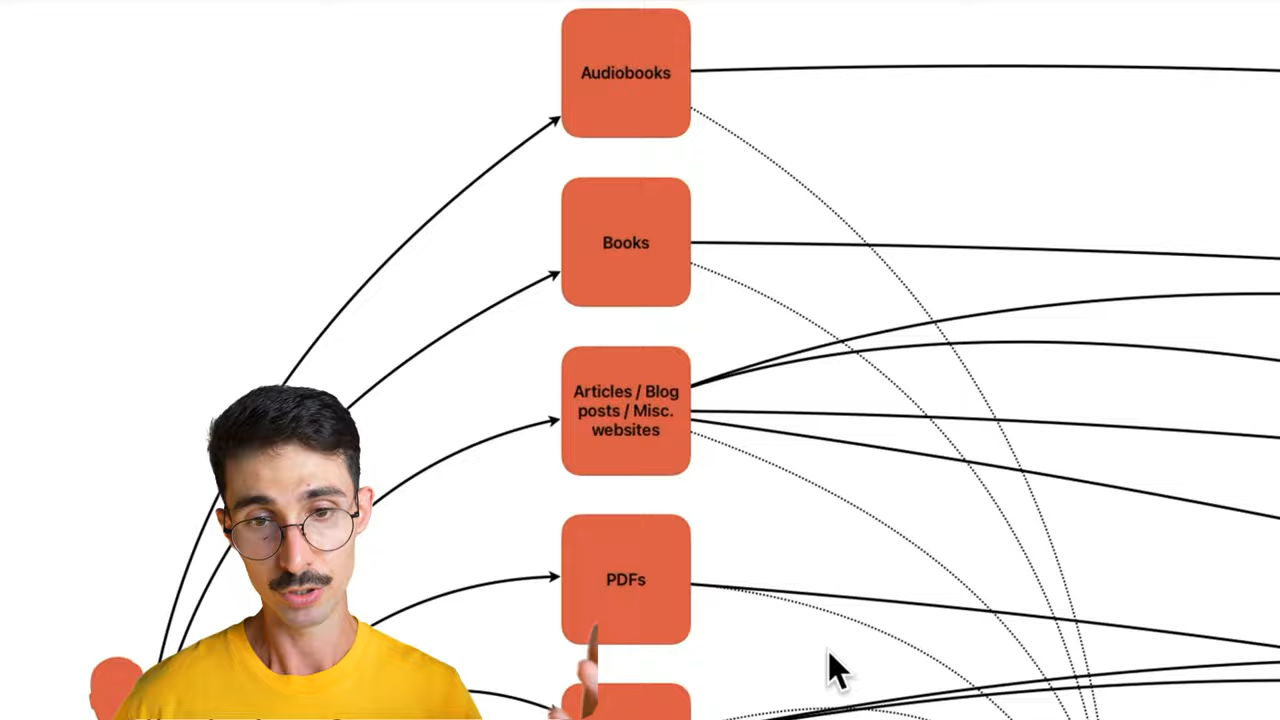 Audiobooks
Books
Articles / Blog
posts / Misc.
websites
PDFs